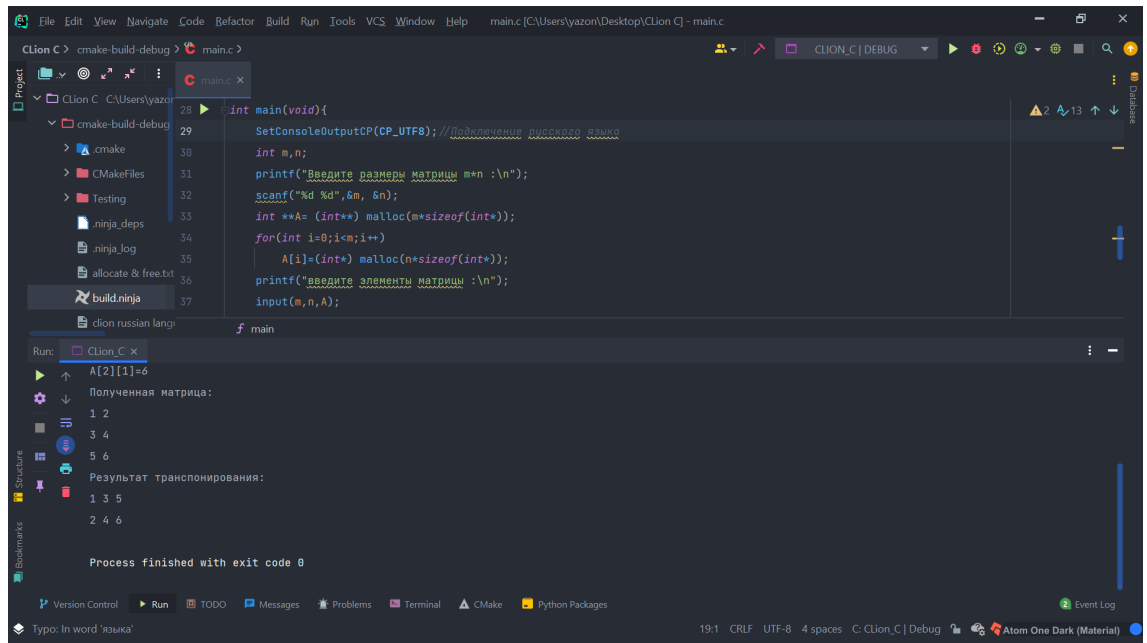 File Edit View Navigate Code Refactor Build Run Tools VCS Window Help main.c [C:\Users\yazon\Desktop\CLion C] - main.c
CLion C > cmake-build-debug > main.c > CLION_C | DEBUG
main.c ×
Project
Database
CLion C C:\Users\yazon
cmake-build-debug
.cmake
CMakeFiles
Testing
.ninja_deps
.ninja_log
allocate & free.txt
build.ninja
clion russian langu
2 13
28 int main(void){
29 SetConsoleOutputCP(CP_UTF8);//Подключение русского языка
30 int m,n;
31 printf("Введите размеры матрицы m*n :\n");
32 scanf("%d %d",&m, &n);
33 int **A= (int**) malloc(m*sizeof(int*));
34 for(int i=0;i<m;i++)
35 A[i]=(int*) malloc(n*sizeof(int*));
36 printf("введите элементы матрицы :\n");
37 input(m,n,A);
f main
Run: CLion_C ×
A[2][1]=6
Полученная матрица:
1 2
3 4
5 6
Результат транспонирования:
1 3 5
2 4 6
Process finished with exit code 0
Structure
Bookmarks
Version Control Run TODO Messages Problems Terminal CMake Python Packages 2 Event Log
Typo: In word 'языка' 19:1 CRLF UTF-8 4 spaces C: CLion_C | Debug Atom One Dark (Material)